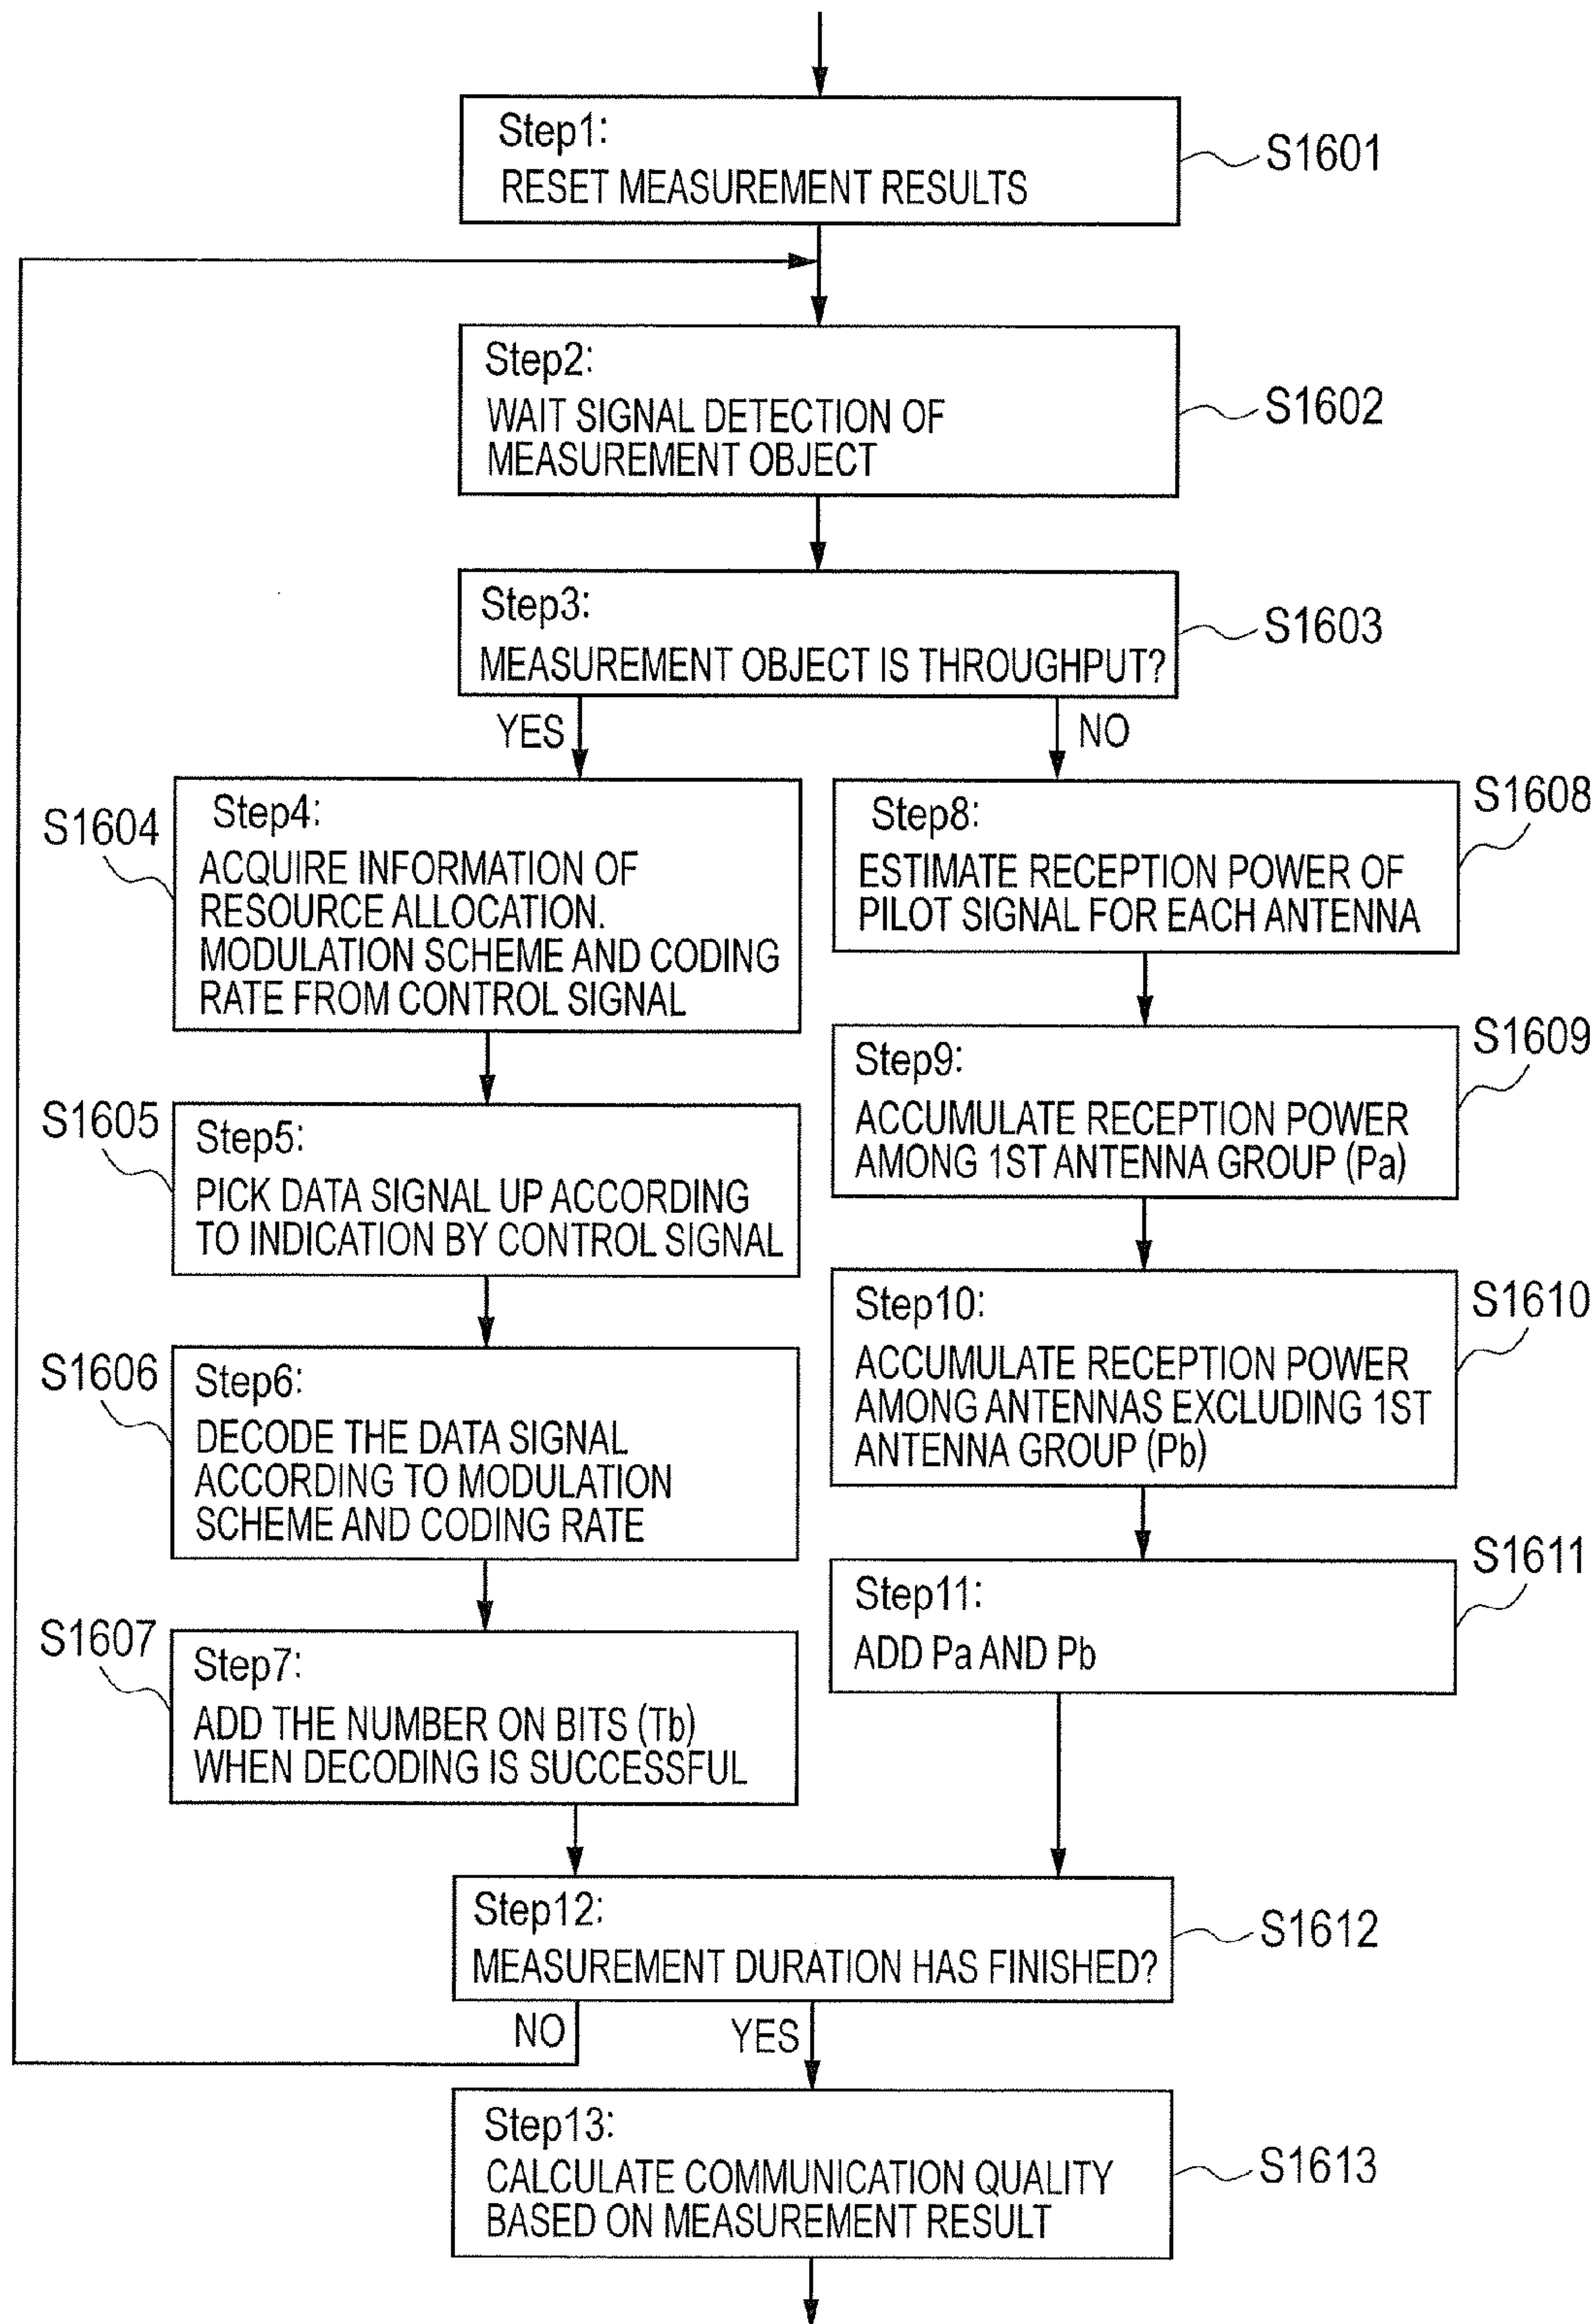 Step1:
RESET MEASUREMENT RESULTS
S1601
Step2:
WAIT SIGNAL DETECTION OF
MEASUREMENT OBJECT
S1602
Step3:
MEASUREMENT OBJECT IS THROUGHPUT?
S1603
YES
NO
S1604
Step4:
ACQUIRE INFORMATION OF
RESOURCE ALLOCATION.
MODULATION SCHEME AND CODING
RATE FROM CONTROL SIGNAL
S1605
Step5:
PICK DATA SIGNAL UP ACCORDING
TO INDICATION BY CONTROL SIGNAL
S1606
Step6:
DECODE THE DATA SIGNAL
ACCORDING TO MODULATION
SCHEME AND CODING RATE
S1607
Step7:
ADD THE NUMBER ON BITS (Tb)
WHEN DECODING IS SUCCESSFUL
Step8:
ESTIMATE RECEPTION POWER OF
PILOT SIGNAL FOR EACH ANTENNA
S1608
Step9:
ACCUMULATE RECEPTION POWER
AMONG 1ST ANTENNA GROUP (Pa)
S1609
Step10:
ACCUMULATE RECEPTION POWER
AMONG ANTENNAS EXCLUDING 1ST
ANTENNA GROUP (Pb)
S1610
Step11:
ADD Pa AND Pb
S1611
Step12:
MEASUREMENT DURATION HAS FINISHED?
S1612
NO
YES
Step13:
CALCULATE COMMUNICATION QUALITY
BASED ON MEASUREMENT RESULT
S1613